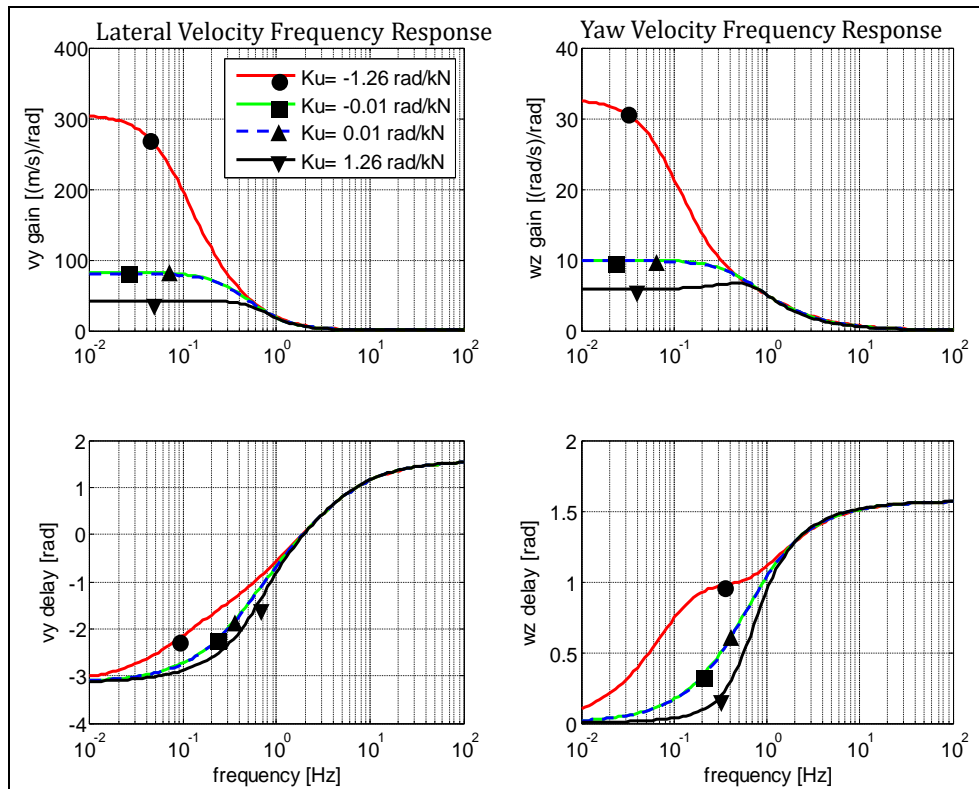 Lateral Velocity Frequency Response
Yaw Velocity Frequency Response
Ku= -1.26 rad/kN
Ku= -0.01 rad/kN
Ku= 0.01 rad/kN
Ku= 1.26 rad/kN
vy gain [(m/s)/rad]
400
300
200
100
0
10^-2 10^-1 10^0 10^1 10^2
wz gain [(rad/s)/rad]
40
30
20
10
0
10^-2 10^-1 10^0 10^1 10^2
vy delay [rad]
2
1
0
-1
-2
-3
-4
10^-2 10^-1 10^0 10^1 10^2
frequency [Hz]
wz delay [rad]
2
1.5
1
0.5
0
10^-2 10^-1 10^0 10^1 10^2
frequency [Hz]